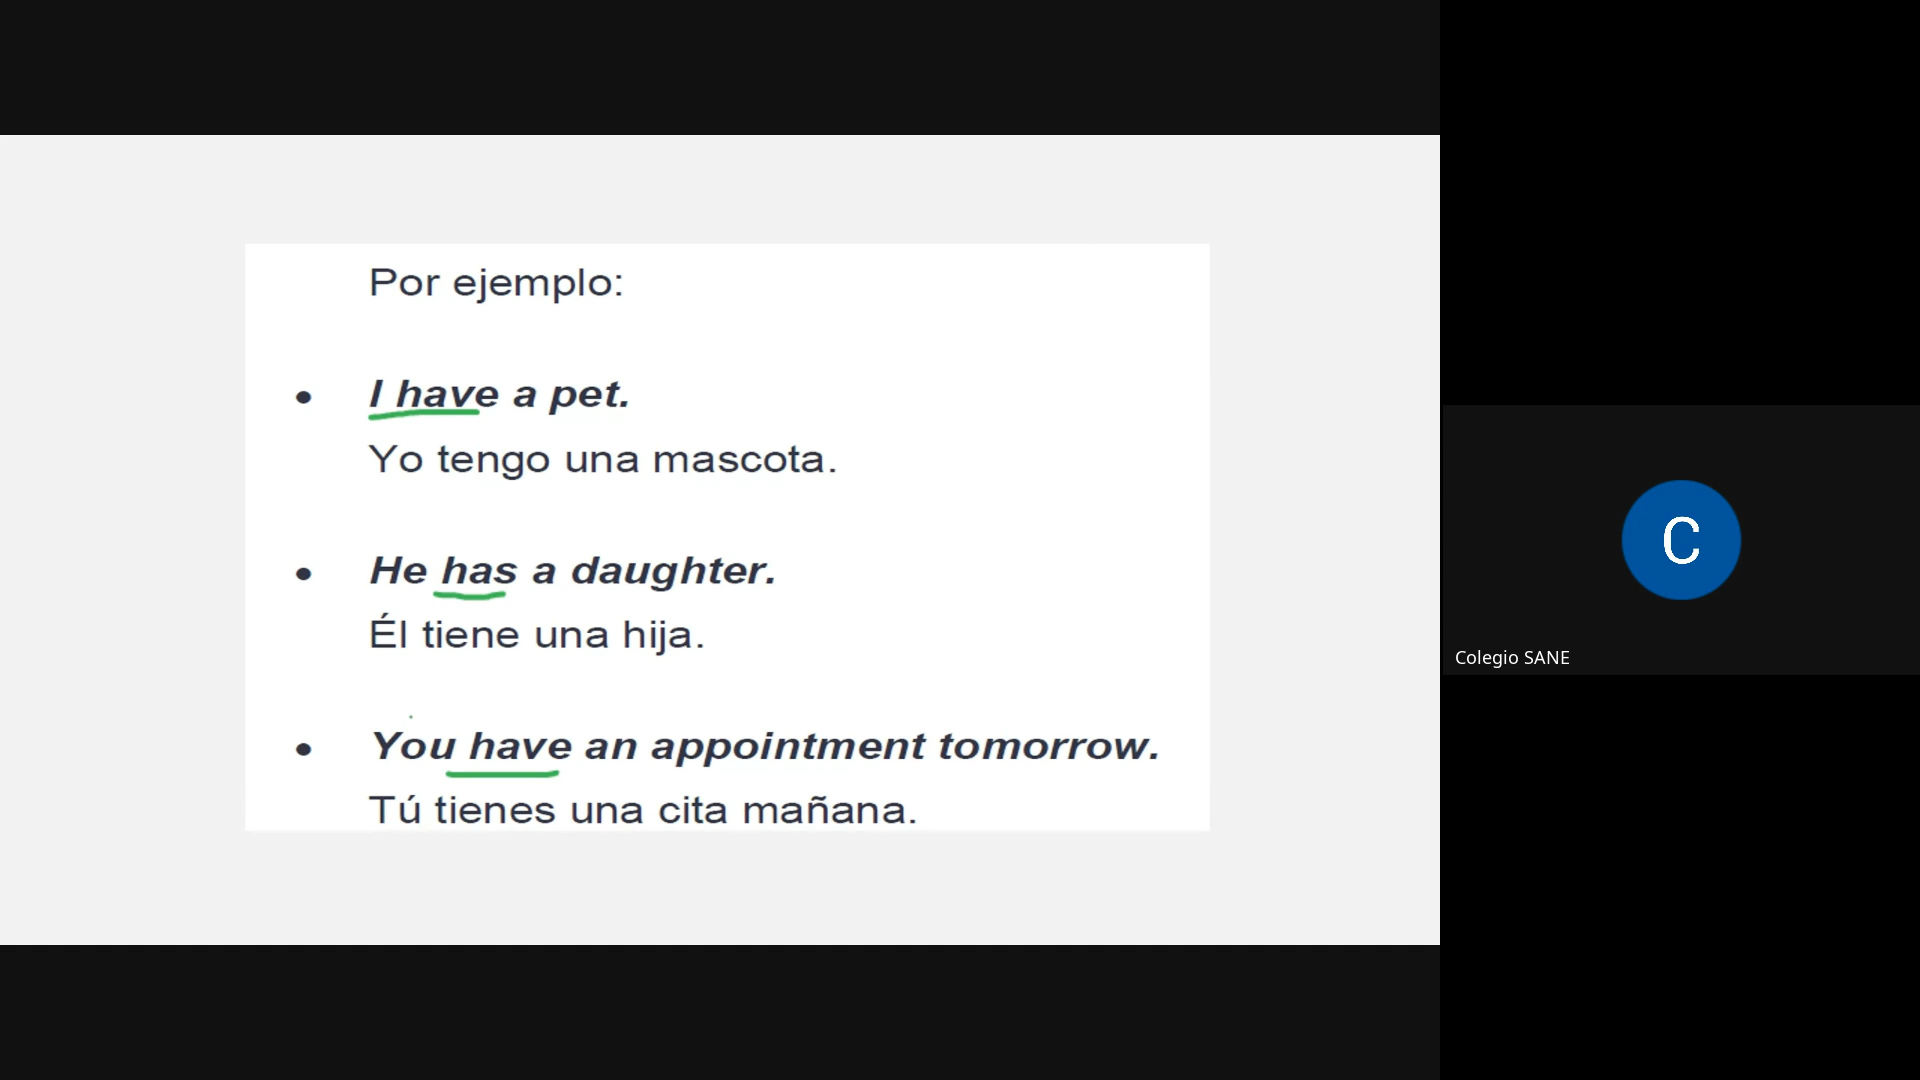 Por ejemplo:
• I have a pet.
Yo tengo una mascota.
• He has a daughter.
Él tiene una hija.
• You have an appointment tomorrow.
Tú tienes una cita mañana.
C
Colegio SANE